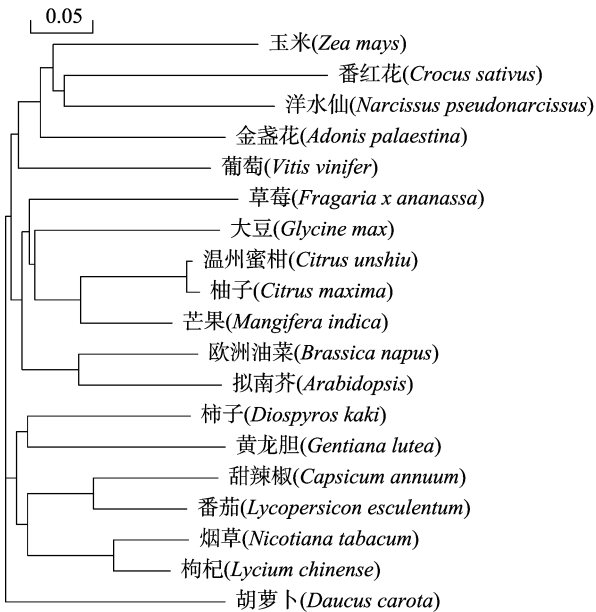 0.05
玉米(Zea mays)
番红花(Crocus sativus)
洋水仙(Narcissus pseudonarcissus)
金盏花(Adonis palaestina)
葡萄(Vitis vinifer)
草莓(Fragaria x ananassa)
大豆(Glycine max)
温州蜜柑(Citrus unshiu)
柚子(Citrus maxima)
芒果(Mangifera indica)
欧洲油菜(Brassica napus)
拟南芥(Arabidopsis)
柿子(Diospyros kaki)
黄龙胆(Gentiana lutea)
甜辣椒(Capsicum annuum)
番茄(Lycopersicon esculentum)
烟草(Nicotiana tabacum)
枸杞(Lycium chinense)
胡萝卜(Daucus carota)